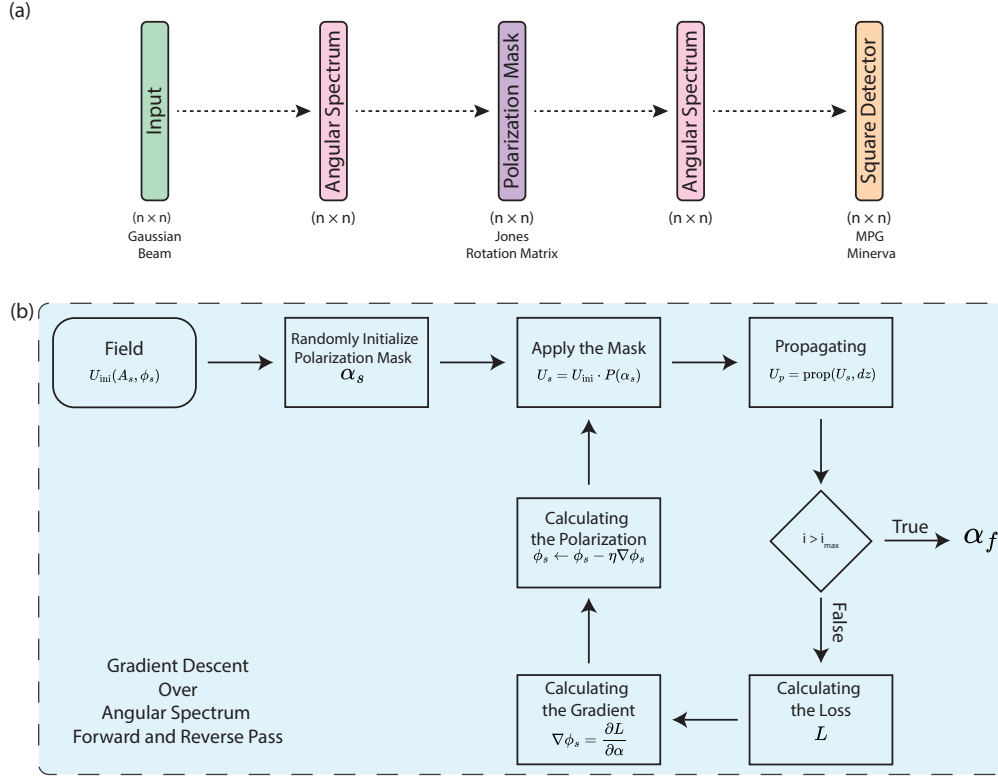 (a)
Input
Angular Spectrum
Polarization Mask
Angular Spectrum
Square Detector
(n × n)
Gaussian
Beam
(n × n)
(n × n)
Jones
Rotation Matrix
(n × n)
(n × n)
MPG
Minerva
(b)
Field
U_ini(A_s, ϕ_s)
Randomly Initialize
Polarization Mask
α_s
Apply the Mask
U_s = U_ini · P(α_s)
Propagating
U_p = prop(U_s, dz)
i > i_max
True
α_f
False
Calculating
the Loss
L
Calculating
the Gradient
∇ϕ_s = ∂L/∂α
Calculating
the Polarization
ϕ_s ← ϕ_s − η∇ϕ_s
Gradient Descent
Over
Angular Spectrum
Forward and Reverse Pass